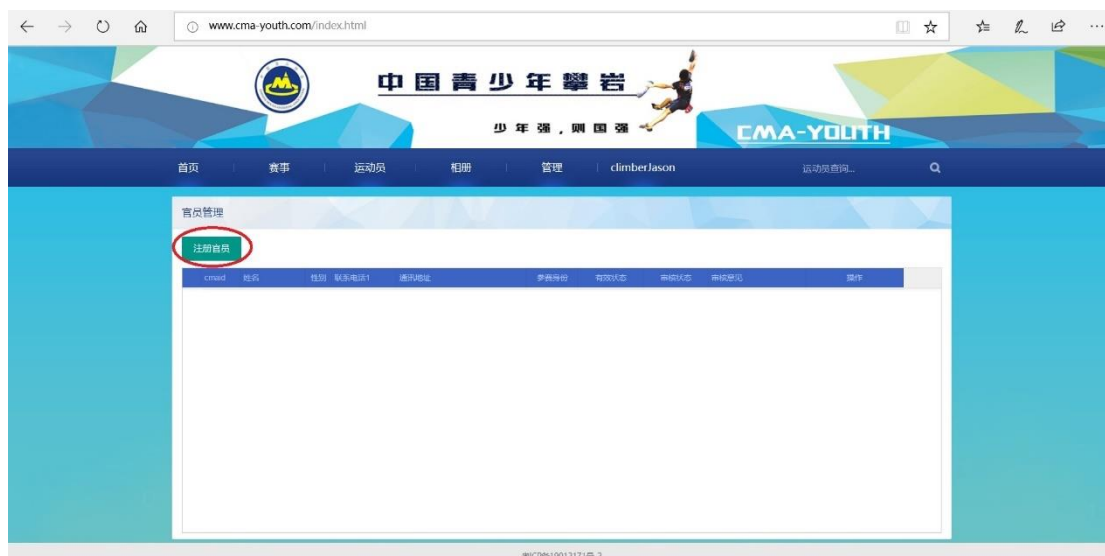 www.cma-youth.com/index.html
中国青少年攀岩
少年强,则国强
CMA-YOUTH
首页 赛事 运动员 相册 管理 climberJason 运动员查询...
官员管理
注册官员
cmaid 姓名 性别 联系电话1 通讯地址 参赛身份 有效状态 审核状态 审核意见 操作